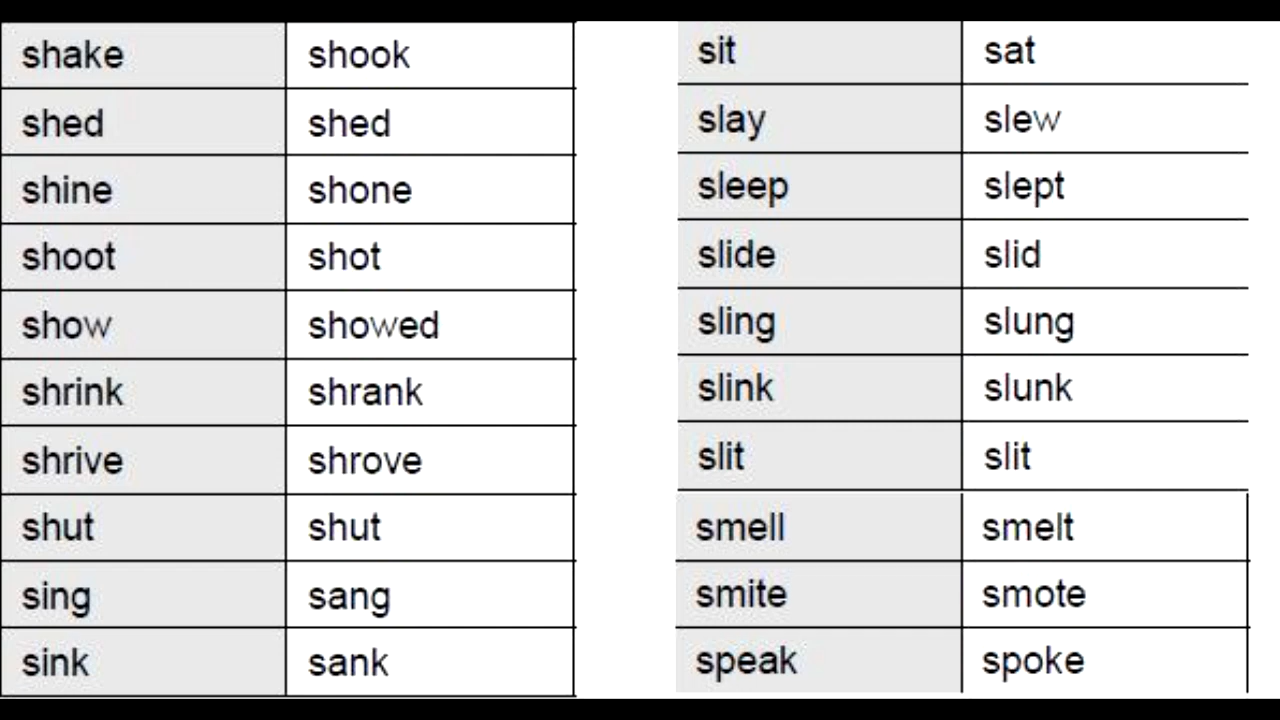 shake shook
shed shed
shine shone
shoot shot
show showed
shrink shrank
shrive shrove
shut shut
sing sang
sink sank
sit sat
slay slew
sleep slept
slide slid
sling slung
slink slunk
slit slit
smell smelt
smite smote
speak spoke